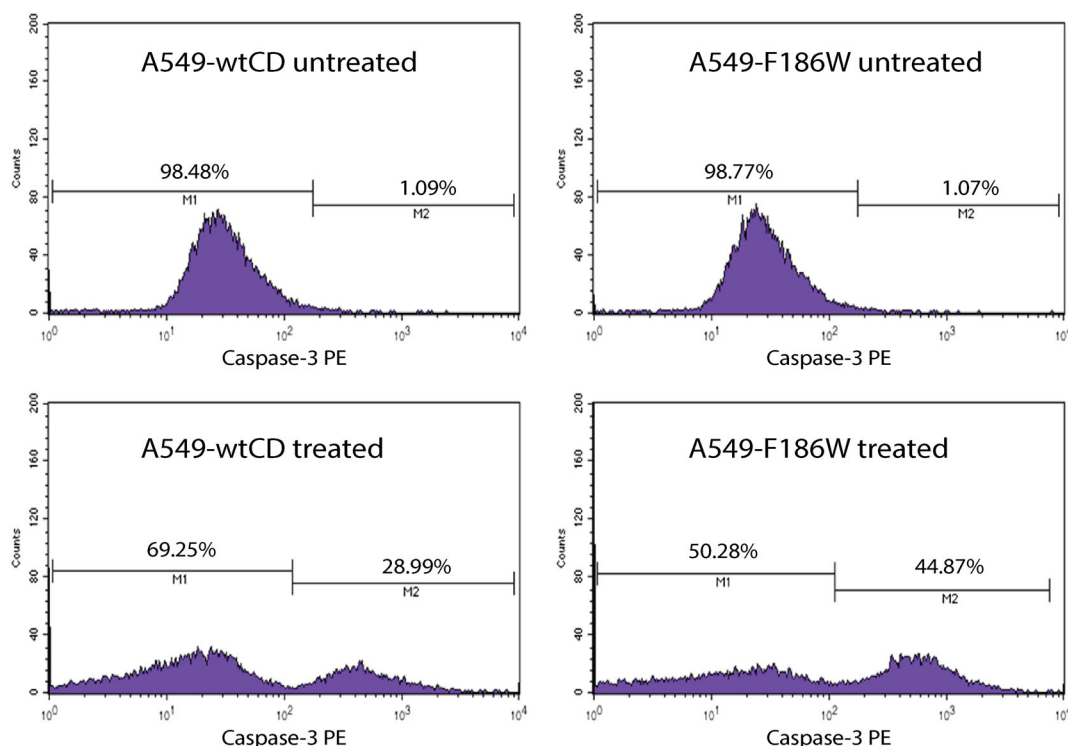 A549-wtCD untreated
200
160
120
80
40
0
Counts
98.48%
M1
1.09%
M2
10⁰
10¹
10²
10³
10⁴
Caspase-3 PE
A549-F186W untreated
200
160
120
80
40
0
Counts
98.77%
M1
1.07%
M2
10⁰
10¹
10²
10³
10⁴
Caspase-3 PE
A549-wtCD treated
200
160
120
80
40
0
Counts
69.25%
M1
28.99%
M2
10⁰
10¹
10²
10³
10⁴
Caspase-3 PE
A549-F186W treated
200
160
120
80
40
0
Counts
50.28%
M1
44.87%
M2
10⁰
10¹
10²
10³
10⁴
Caspase-3 PE